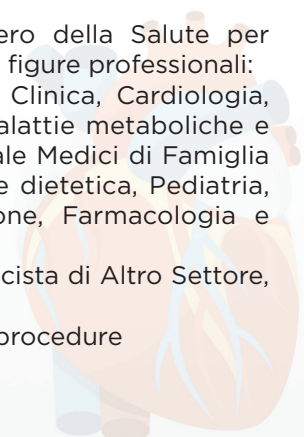 ero della Salute per
figure professionali:
Clinica, Cardiologia,
alattie metaboliche e
ale Medici di Famiglia
e dietetica, Pediatria,
one, Farmacologia e
cista di Altro Settore,
procedure